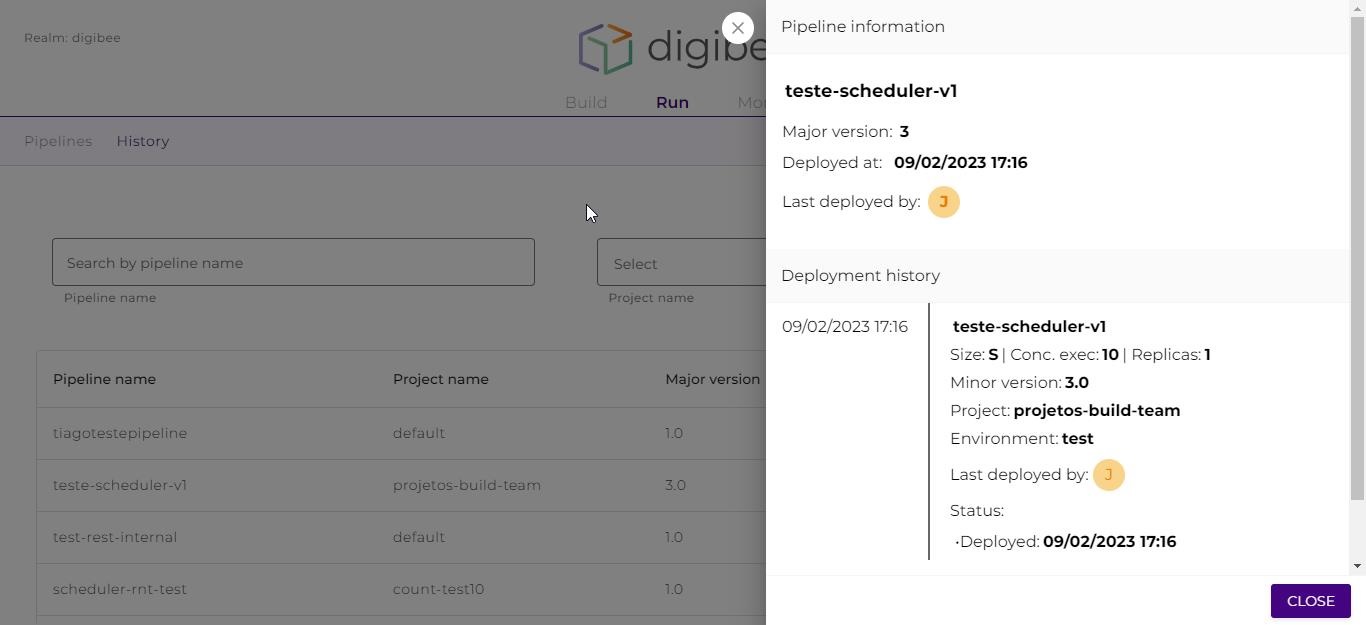 Realm: digibee
digibe
Build Run Mo
Pipelines History
Search by pipeline name
Pipeline name
Select
Project name
Pipeline name Project name Major version
tiagotestepipeline default 1.0
teste-scheduler-v1 projetos-build-team 3.0
test-rest-internal default 1.0
scheduler-rnt-test count-test10 1.0
Pipeline information
teste-scheduler-v1
Major version: 3
Deployed at: 09/02/2023 17:16
Last deployed by: J
Deployment history
09/02/2023 17:16
teste-scheduler-v1
Size: S | Conc. exec: 10 | Replicas: 1
Minor version: 3.0
Project: projetos-build-team
Environment: test
Last deployed by: J
Status:
•Deployed: 09/02/2023 17:16
CLOSE